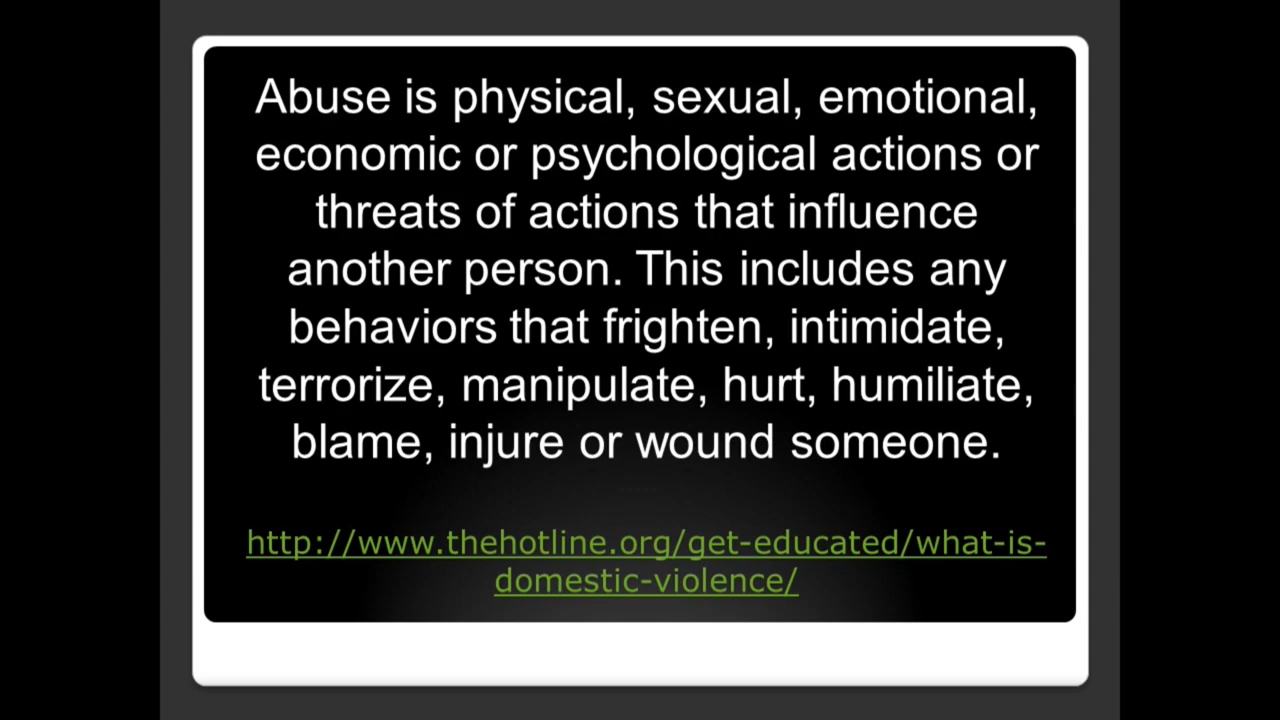 Abuse is physical, sexual, emotional,
economic or psychological actions or
threats of actions that influence
another person. This includes any
behaviors that frighten, intimidate,
terrorize, manipulate, hurt, humiliate,
blame, injure or wound someone.
http://www.thehotline.org/get-educated/what-is-
domestic-violence/